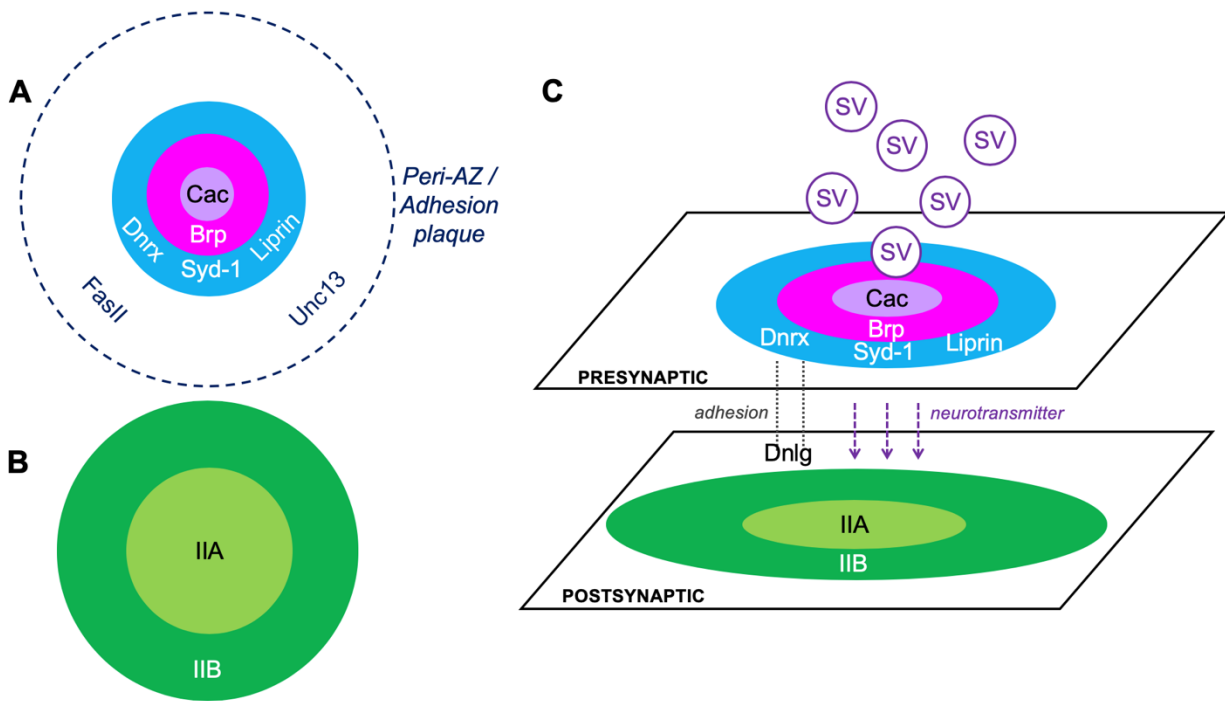 A
Cac
Brp
Dnrx
Syd-1
Liprin
FasII
Unc13
Peri-AZ /
Adhesion
plaque
B
IIA
IIB
C
SV
SV
SV
SV
SV
SV
Cac
Brp
Dnrx
Syd-1
Liprin
PRESYNAPTIC
adhesion
neurotransmitter
Dnlg
IIA
IIB
POSTSYNAPTIC